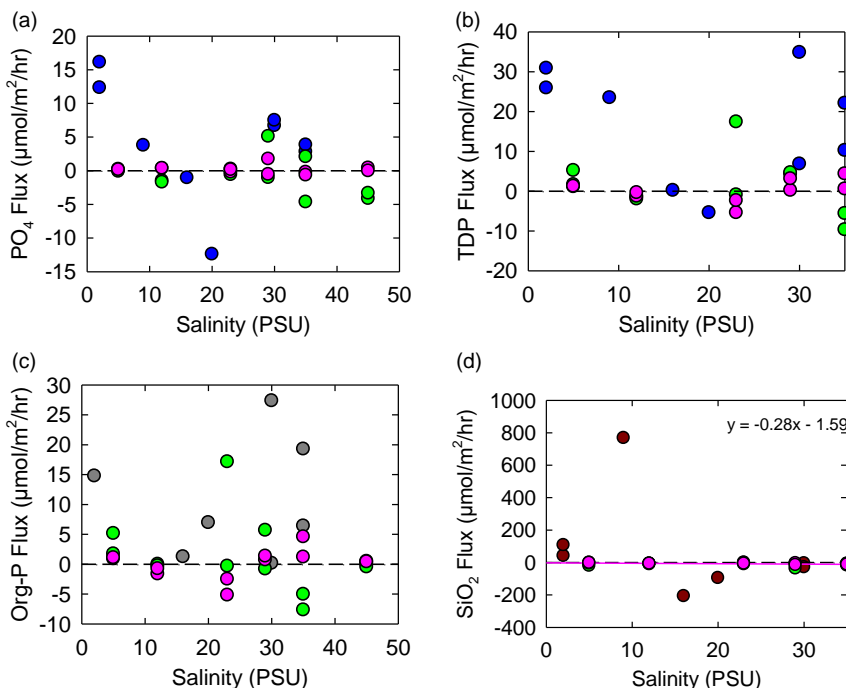 (a)
20
15
10
5
0
-5
-10
-15
PO4 Flux (µmol/m²/hr)
0 10 20 30 40 50
Salinity (PSU)
(b)
40
30
20
10
0
-10
-20
TDP Flux (µmol/m²/hr)
0 10 20 30
Salinity (PSU)
(c)
30
25
20
15
10
5
0
-5
-10
Org-P Flux (µmol/m²/hr)
0 10 20 30 40 50
Salinity (PSU)
(d)
1000
800
600
400
200
0
-200
-400
SiO2 Flux (µmol/m²/hr)
y = -0.28x - 1.59
0 10 20 30
Salinity (PSU)